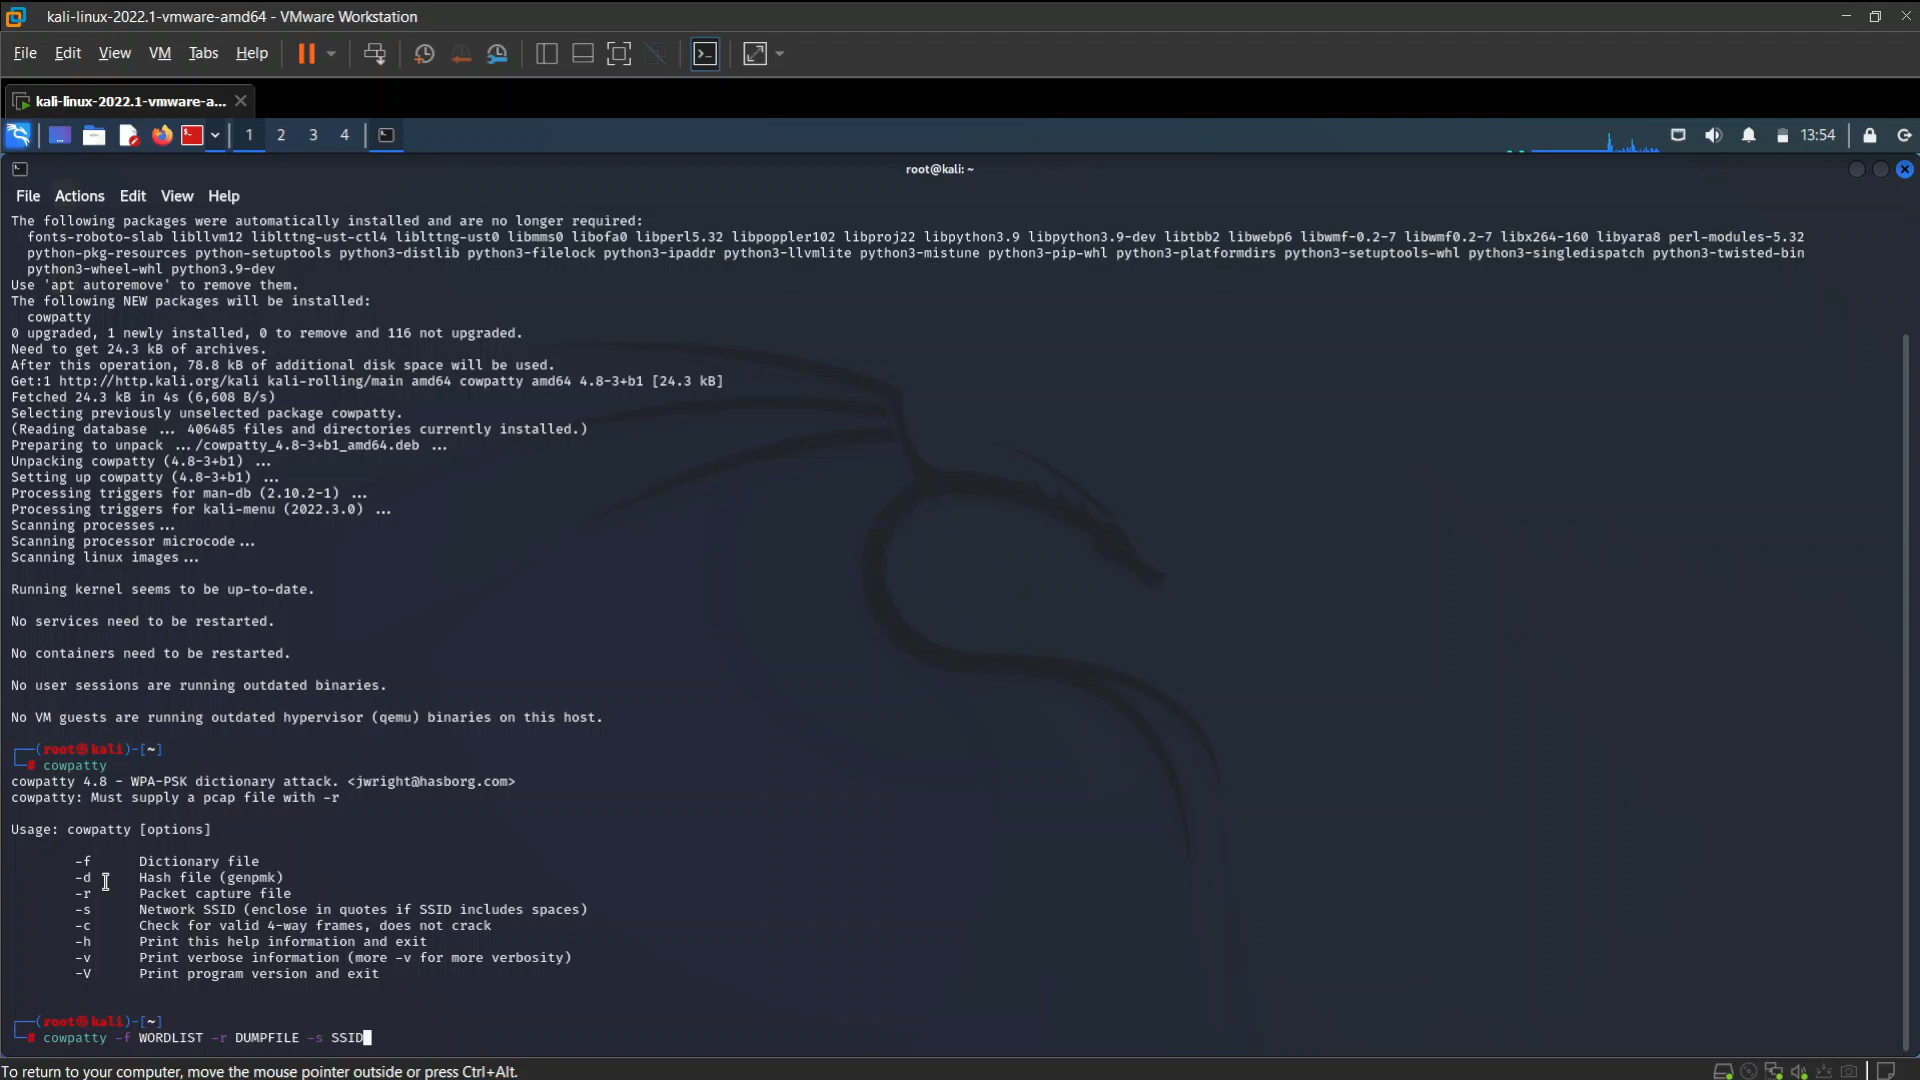 kali-linux-2022.1-vmware-amd64 - VMware Workstation
File Edit View VM Tabs Help
kali-linux-2022.1-vmware-a...
1 2 3 4 13:54
root@kali: ~
File Actions Edit View Help
The following packages were automatically installed and are no longer required:
fonts-roboto-slab libllvm12 liblttng-ust-ctl4 liblttng-ust0 libmms0 libofa0 libperl5.32 libpoppler102 libproj22 libpython3.9 libpython3.9-dev libtbb2 libwebp6 libwmf-0.2-7 libwmf0.2-7 libx264-160 libyara8 perl-modules-5.32
python-pkg-resources python-setuptools python3-distlib python3-filelock python3-ipaddr python3-llvmlite python3-mistune python3-pip-whl python3-platformdirs python3-setuptools-whl python3-singledispatch python3-twisted-bin
python3-wheel-whl python3.9-dev
Use 'apt autoremove' to remove them.
The following NEW packages will be installed:
cowpatty
0 upgraded, 1 newly installed, 0 to remove and 116 not upgraded.
Need to get 24.3 kB of archives.
After this operation, 78.8 kB of additional disk space will be used.
Get:1 http://http.kali.org/kali kali-rolling/main amd64 cowpatty amd64 4.8-3+b1 [24.3 kB]
Fetched 24.3 kB in 4s (6,608 B/s)
Selecting previously unselected package cowpatty.
(Reading database ... 406485 files and directories currently installed.)
Preparing to unpack .../cowpatty_4.8-3+b1_amd64.deb ...
Unpacking cowpatty (4.8-3+b1) ...
Setting up cowpatty (4.8-3+b1) ...
Processing triggers for man-db (2.10.2-1) ...
Processing triggers for kali-menu (2022.3.0) ...
Scanning processes...
Scanning processor microcode...
Scanning linux images...
Running kernel seems to be up-to-date.
No services need to be restarted.
No containers need to be restarted.
No user sessions are running outdated binaries.
No VM guests are running outdated hypervisor (qemu) binaries on this host.
┌──(root㉿kali)-[~]
└─# cowpatty
cowpatty 4.8 - WPA-PSK dictionary attack. <jwright@hasborg.com>
cowpatty: Must supply a pcap file with -r
Usage: cowpatty [options]
-f Dictionary file
-d Hash file (genpmk)
-r Packet capture file
-s Network SSID (enclose in quotes if SSID includes spaces)
-c Check for valid 4-way frames, does not crack
-h Print this help information and exit
-v Print verbose information (more -v for more verbosity)
-V Print program version and exit
┌──(root㉿kali)-[~]
└─# cowpatty -f WORDLIST -r DUMPFILE -s SSID
To return to your computer, move the mouse pointer outside or press Ctrl+Alt.